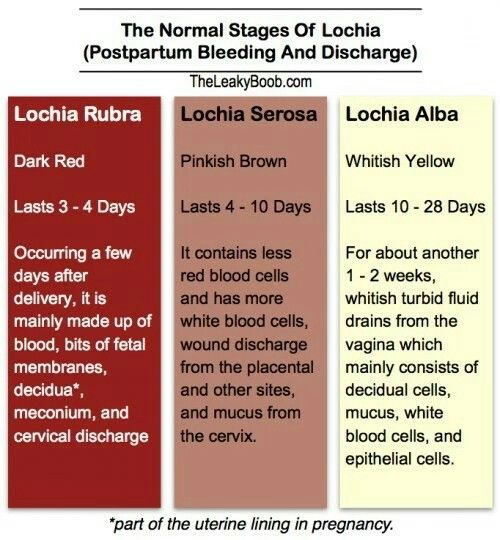 The Normal Stages Of Lochia
(Postpartum Bleeding And Discharge)
TheLeakyBoob.com
Lochia Rubra
Dark Red
Lasts 3 - 4 Days
Occurring a few
days after
delivery, it is
mainly made up of
blood, bits of fetal
membranes,
decidua*,
meconium, and
cervical discharge
Lochia Serosa
Pinkish Brown
Lasts 4 - 10 Days
It contains less
red blood cells
and has more
white blood cells,
wound discharge
from the placental
and other sites,
and mucus from
the cervix.
Lochia Alba
Whitish Yellow
Lasts 10 - 28 Days
For about another
1 - 2 weeks,
whitish turbid fluid
drains from the
vagina which
mainly consists of
decidual cells,
mucus, white
blood cells, and
epithelial cells.
*part of the uterine lining in pregnancy.